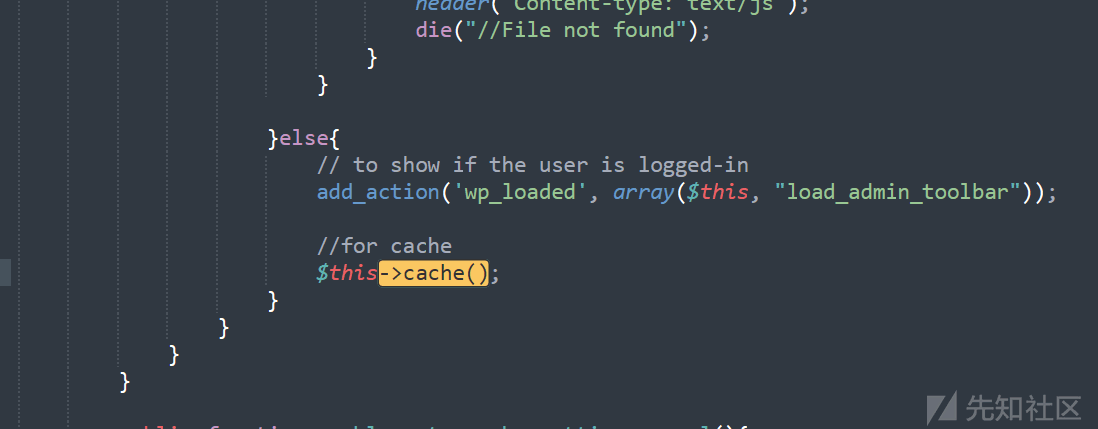 header("Content-type: text/js");
die("//File not found");
}
}
}else{
// to show if the user is logged-in
add_action('wp_loaded', array($this, "load_admin_toolbar"));
//for cache
$this->cache();
}
}
}
}
先知社区